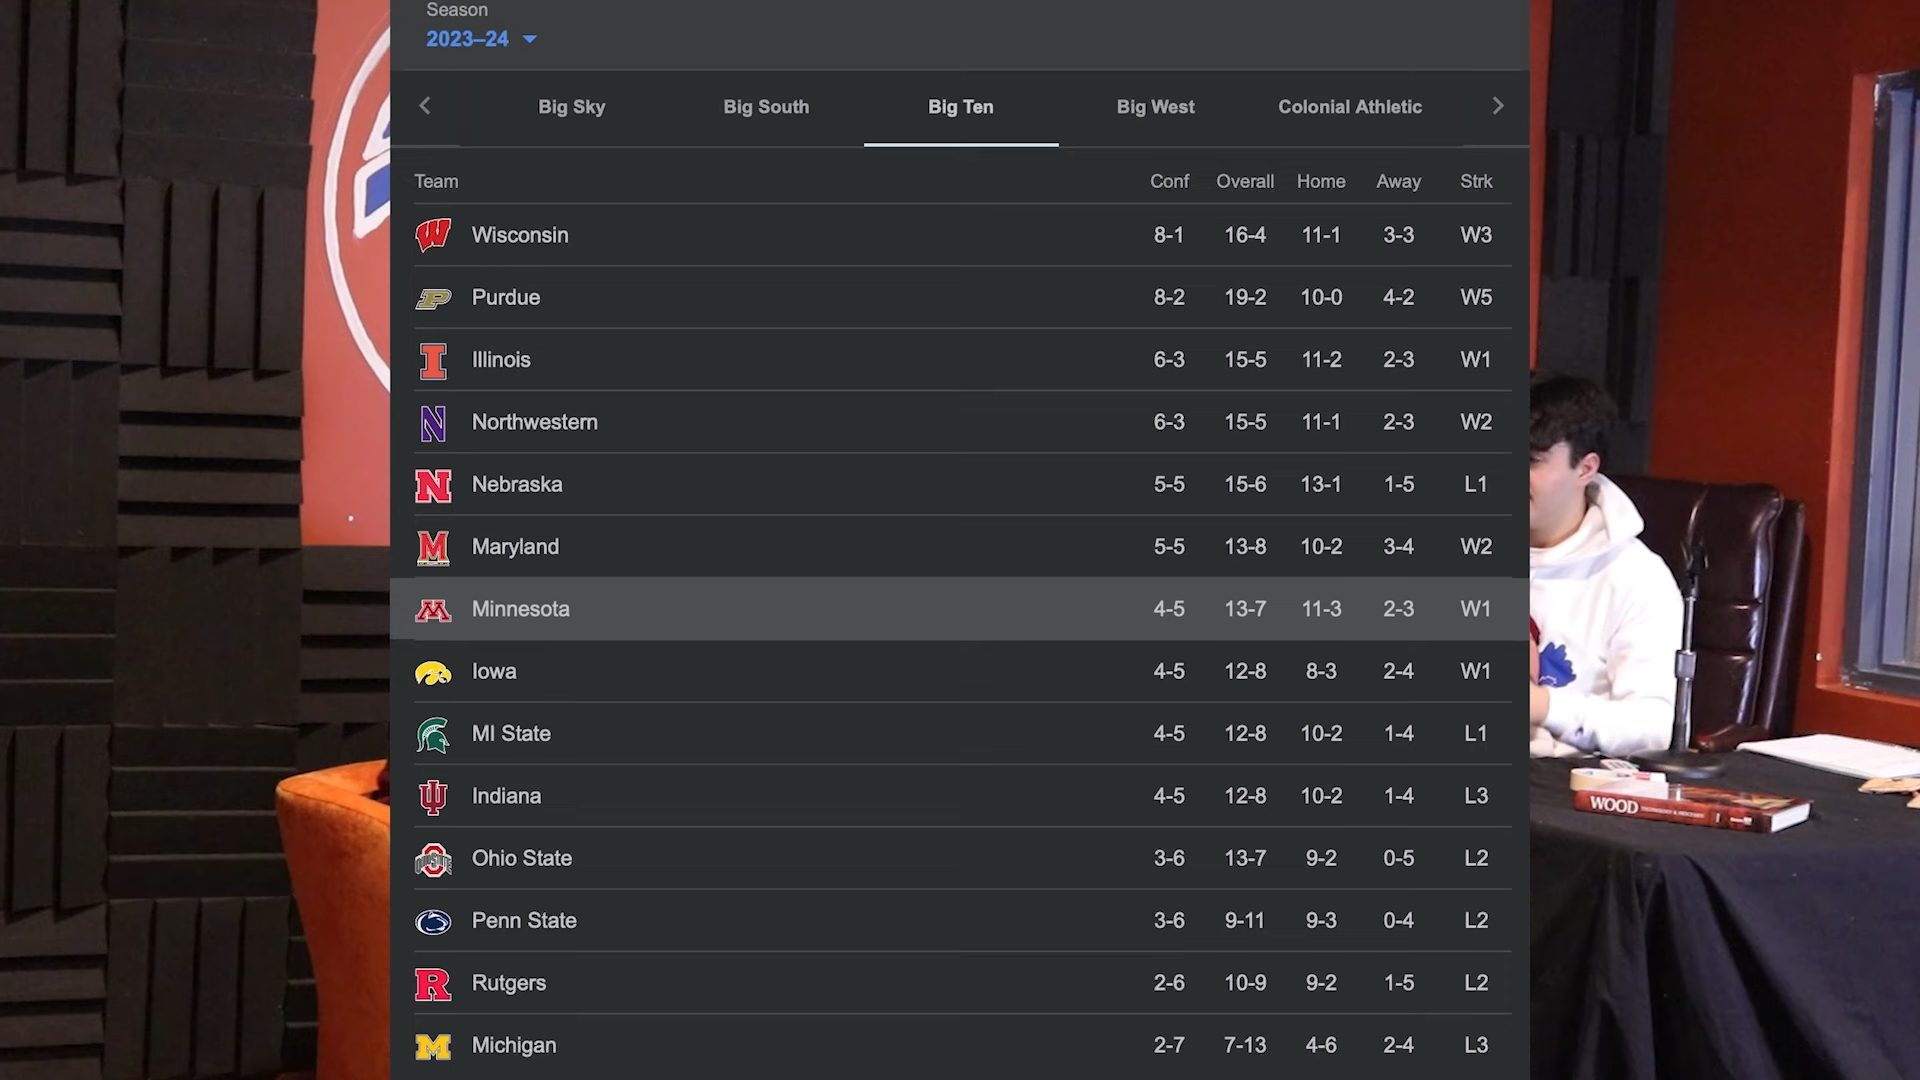 Season
2023–24
Big Sky Big South Big Ten Big West Colonial Athletic
Team Conf Overall Home Away Strk
Wisconsin 8-1 16-4 11-1 3-3 W3
Purdue 8-2 19-2 10-0 4-2 W5
Illinois 6-3 15-5 11-2 2-3 W1
Northwestern 6-3 15-5 11-1 2-3 W2
Nebraska 5-5 15-6 13-1 1-5 L1
Maryland 5-5 13-8 10-2 3-4 W2
Minnesota 4-5 13-7 11-3 2-3 W1
Iowa 4-5 12-8 8-3 2-4 W1
MI State 4-5 12-8 10-2 1-4 L1
Indiana 4-5 12-8 10-2 1-4 L3
Ohio State 3-6 13-7 9-2 0-5 L2
Penn State 3-6 9-11 9-3 0-4 L2
Rutgers 2-6 10-9 9-2 1-5 L2
Michigan 2-7 7-13 4-6 2-4 L3
WOOD